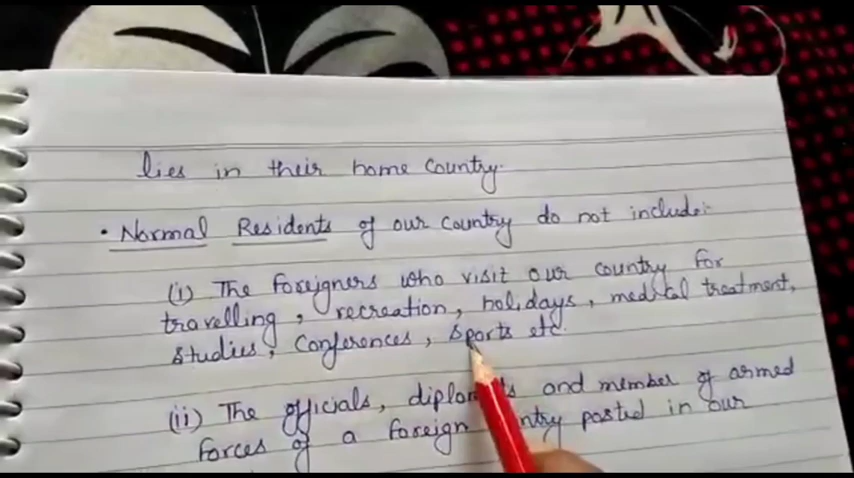 lies in their home country.
• Normal Residents of our country do not include:-
(i) The foreigners who visit our country for
travelling, recreation, holidays, medical treatment,
studies, conferences, sports etc.
(ii) The officials, and member of armed
forces of a foreign posted in our